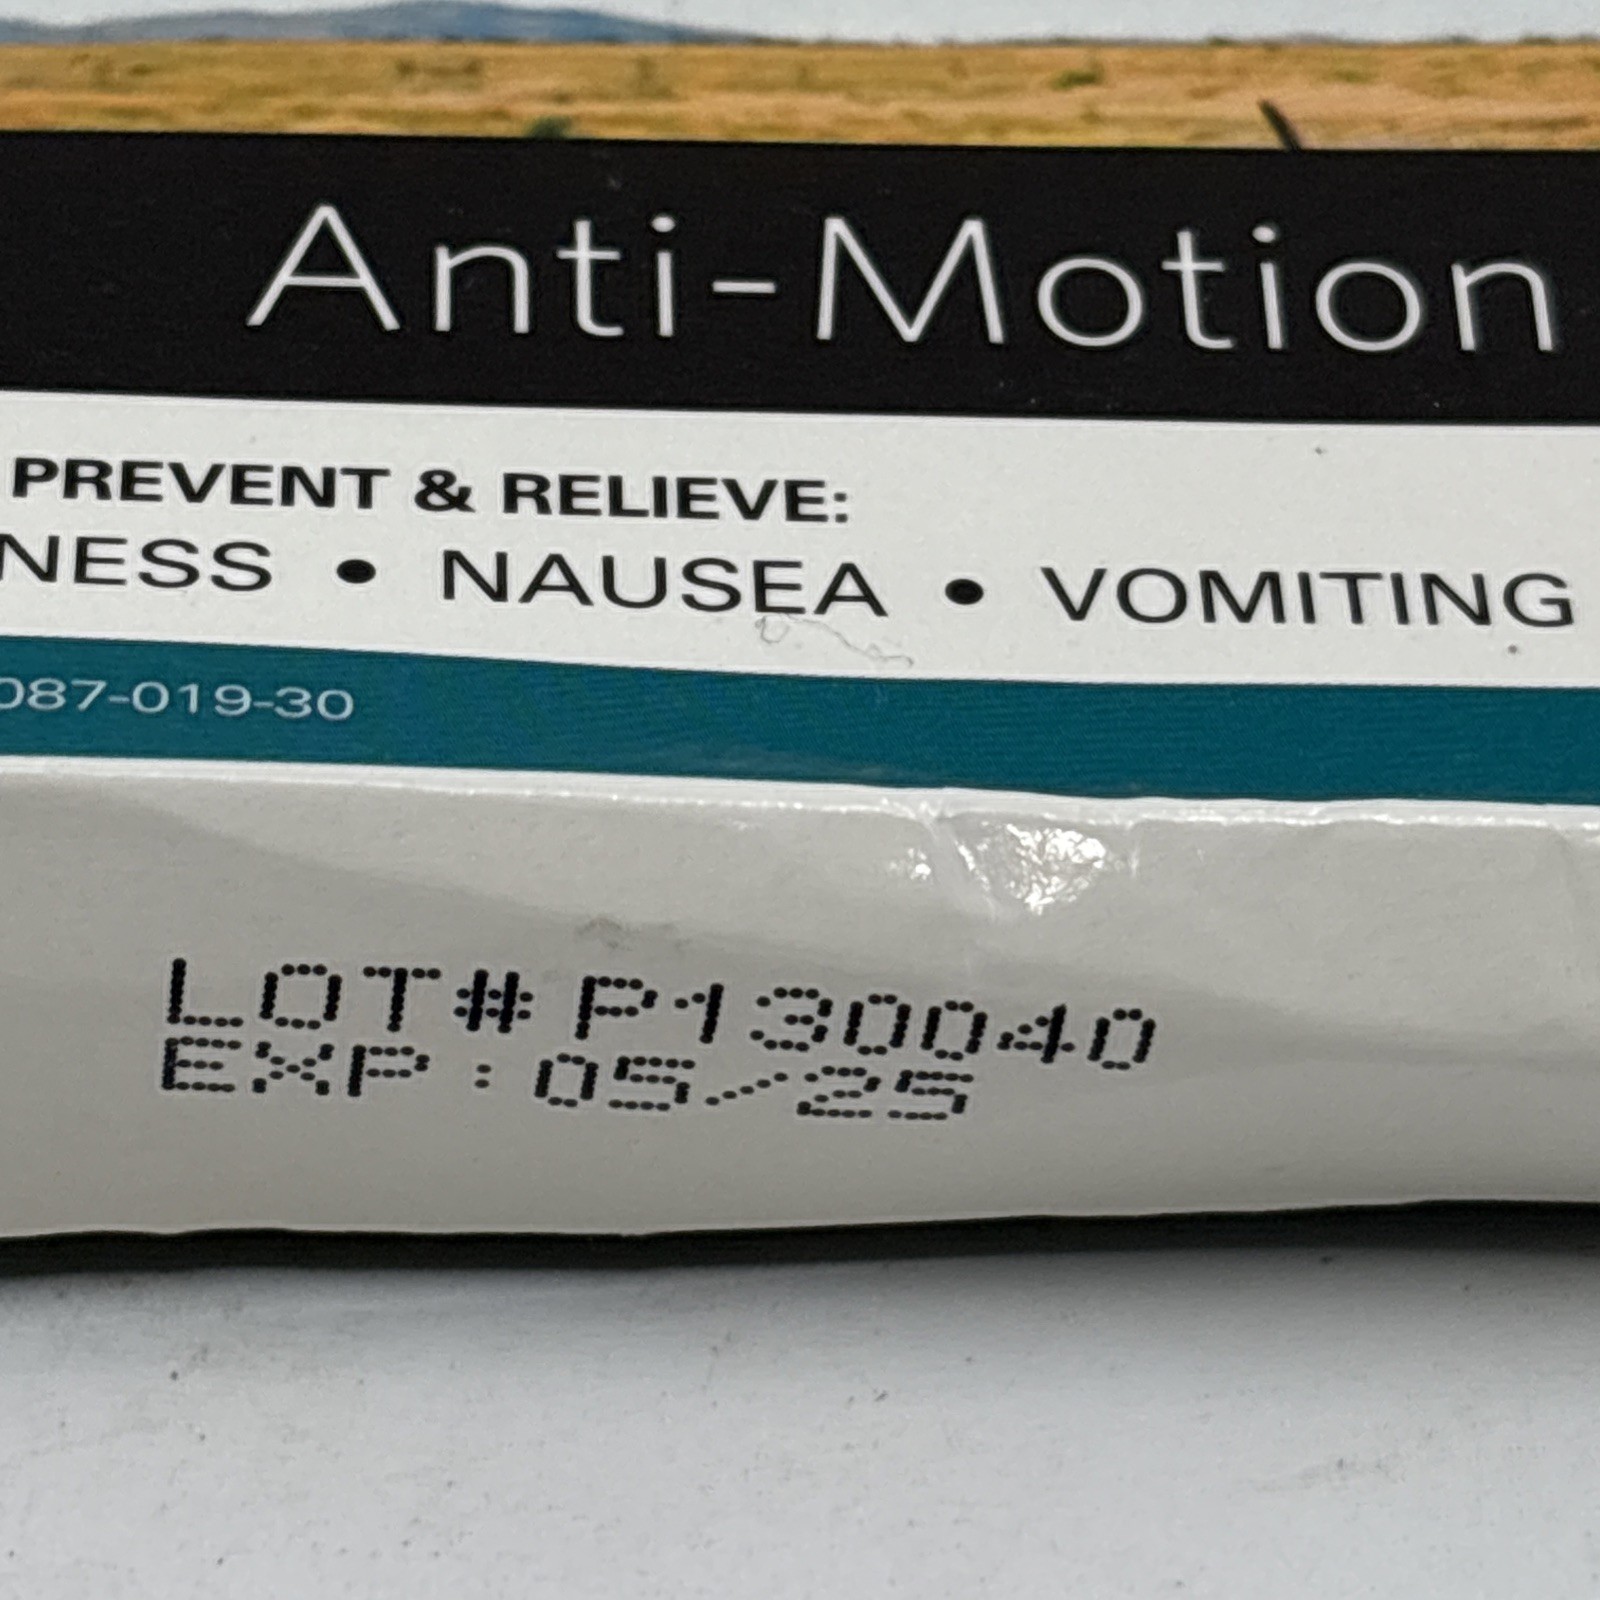 Anti-Motion
PREVENT & RELIEVE:
NESS • NAUSEA • VOMITING
087-019-30
LOT# P130040
EXP : 05/25